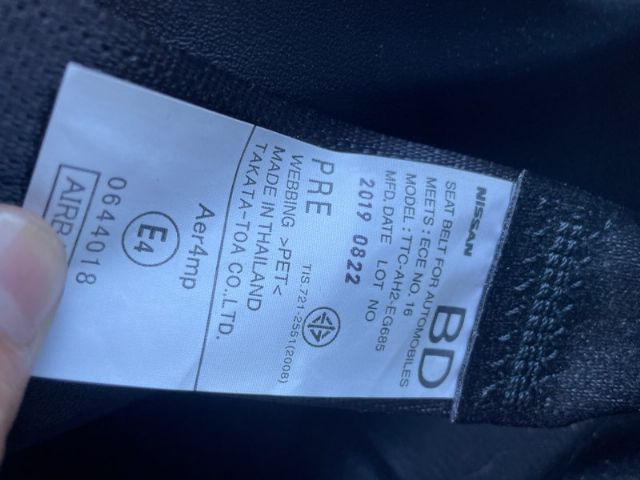 NISSAN
BD
SEAT BELT FOR AUTOMOBILES
MEETS : ECE NO. 16
MODEL : TTC-AH2-EG685
MFD. DATE LOT NO
2019 0822
PRE
TIS.721-2551(2008)
WEBBING >PET<
MADE IN THAILAND
TAKATA-TOA CO.,LTD.
Aer4mp
E4
0644018